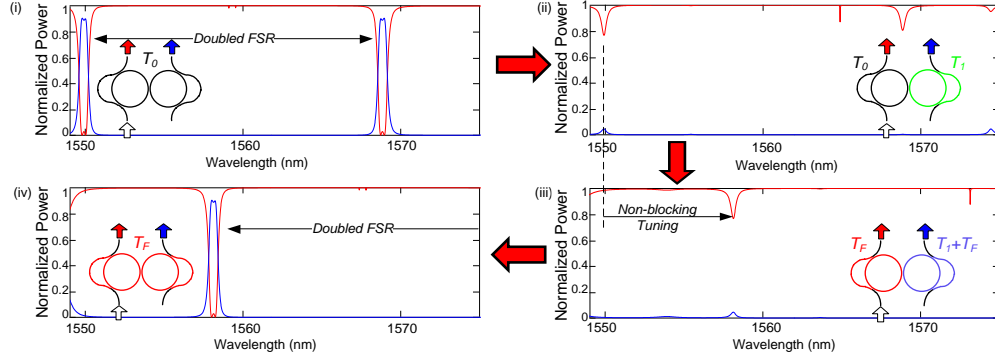 (i)
Normalized Power
1
0.8
0.6
0.4
0.2
0
Doubled FSR
T0
1550
1560
1570
Wavelength (nm)
(ii)
Normalized Power
1
0.8
0.6
0.4
0.2
0
T0
T1
1550
1560
1570
Wavelength (nm)
(iv)
Normalized Power
1
0.8
0.6
0.4
0.2
0
TF
Doubled FSR
1550
1560
1570
Wavelength (nm)
(iii)
Normalized Power
1
0.8
0.6
0.4
0.2
0
Non-blocking
Tuning
TF
T1+TF
1550
1560
1570
Wavelength (nm)